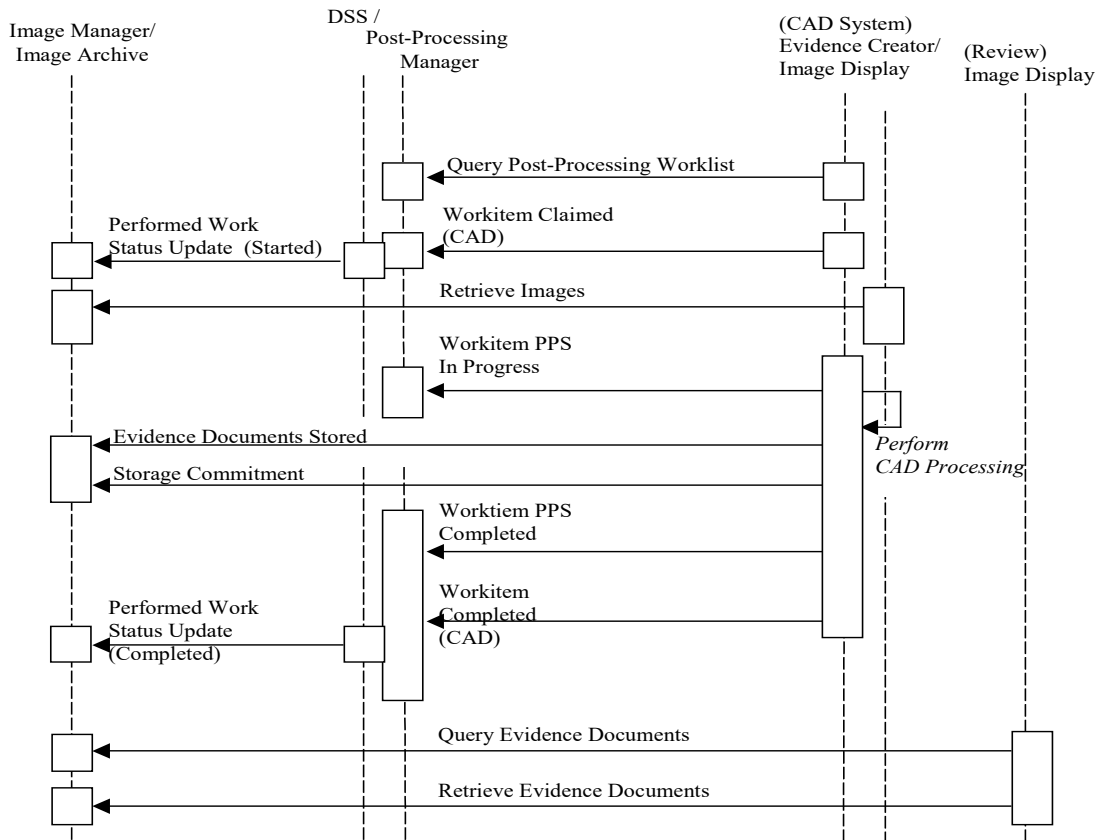 Image Manager/
Image Archive
DSS /
Post-Processing
Manager
(CAD System)
Evidence Creator/
Image Display
(Review)
Image Display
Query Post-Processing Worklist
Workitem Claimed
(CAD)
Performed Work
Status Update (Started)
Retrieve Images
Workitem PPS
In Progress
Evidence Documents Stored
Perform
CAD Processing
Storage Commitment
Worktiem PPS
Completed
Workitem
Completed
(CAD)
Performed Work
Status Update
(Completed)
Query Evidence Documents
Retrieve Evidence Documents